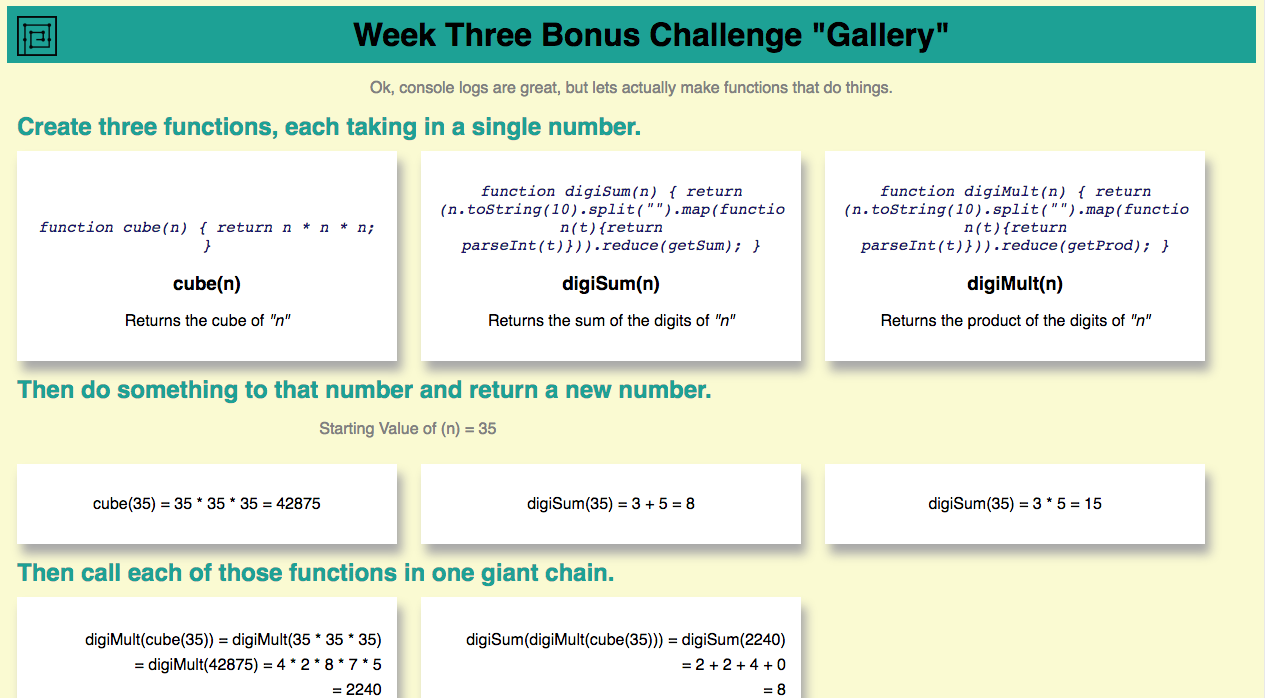 Week Three Bonus Challenge "Gallery"
Ok, console logs are great, but lets actually make functions that do things.
Create three functions, each taking in a single number.
function cube(n) { return n * n * n;
}
cube(n)
Returns the cube of "n"
function digiSum(n) { return
(n.toString(10).split("").map(functio
n(t){return
parseInt(t)})).reduce(getSum); }
digiSum(n)
Returns the sum of the digits of "n"
function digiMult(n) { return
(n.toString(10).split("").map(functio
n(t){return
parseInt(t)})).reduce(getProd); }
digiMult(n)
Returns the product of the digits of "n"
Then do something to that number and return a new number.
Starting Value of (n) = 35
cube(35) = 35 * 35 * 35 = 42875
digiSum(35) = 3 + 5 = 8
digiSum(35) = 3 * 5 = 15
Then call each of those functions in one giant chain.
digiMult(cube(35)) = digiMult(35 * 35 * 35)
= digiMult(42875) = 4 * 2 * 8 * 7 * 5
= 2240
digiSum(digiMult(cube(35))) = digiSum(2240)
= 2 + 2 + 4 + 0
= 8